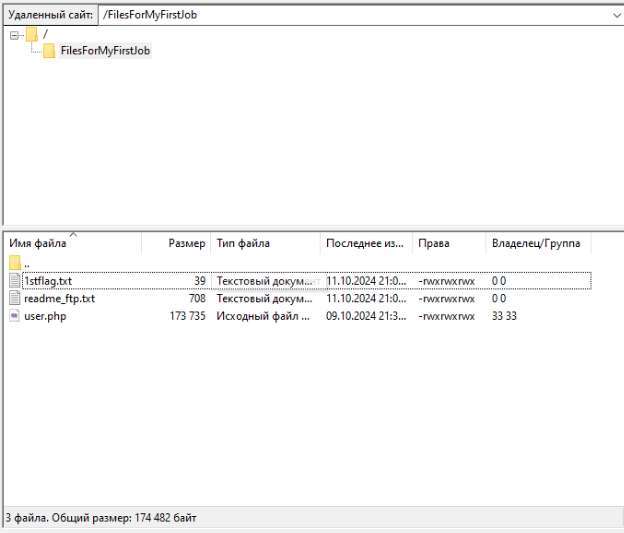 Удаленный сайт: /FilesForMyFirstJob
/
FilesForMyFirstJob
Имя файла Размер Тип файла Последнее из... Права Владелец/Группа
..
1stflag.txt 39 Текстовый докум... 11.10.2024 21:0... -rwxrwxrwx 0 0
readme_ftp.txt 708 Текстовый докум... 11.10.2024 21:0... -rwxrwxrwx 0 0
user.php 173 735 Исходный файл ... 09.10.2024 21:3... -rwxrwxrwx 33 33
3 файла. Общий размер: 174 482 байт